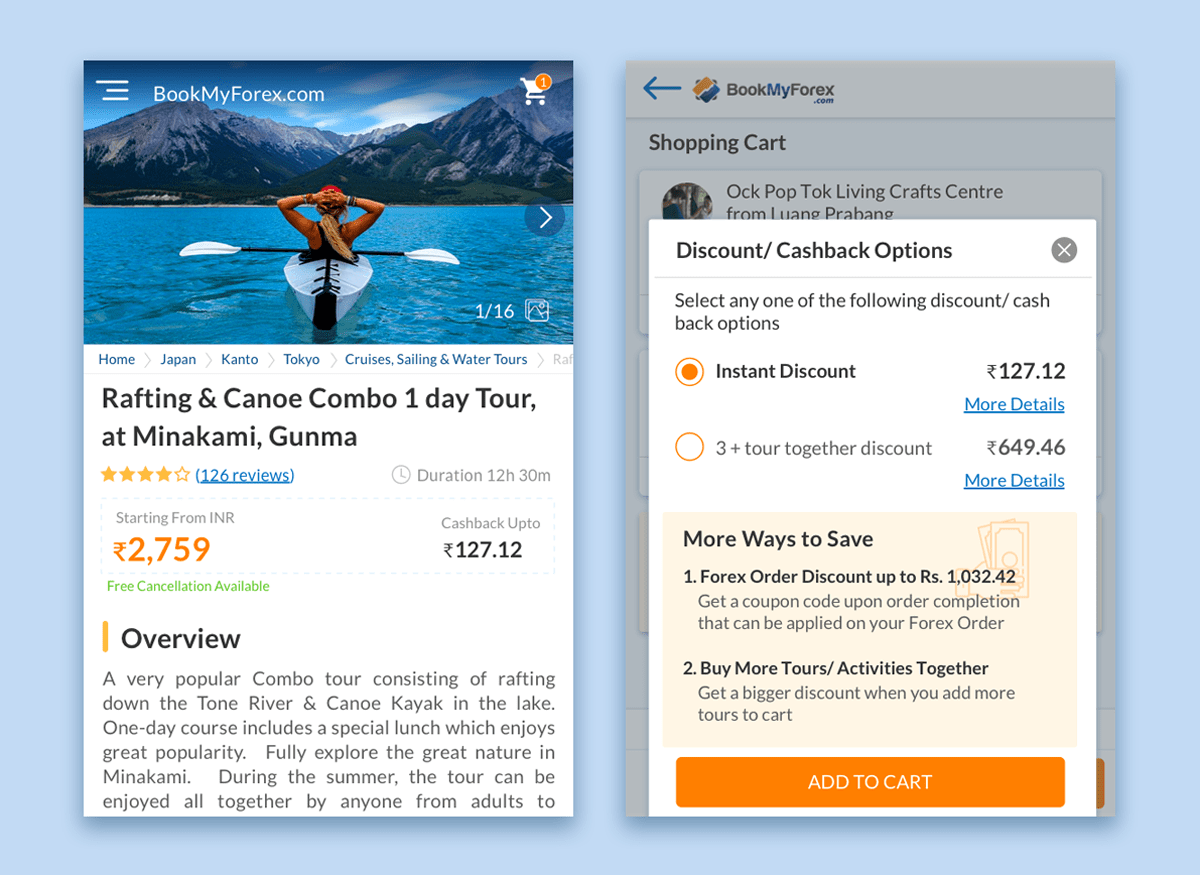 BookMyForex.com
1
1/16
Home
Japan
Kanto
Tokyo
Cruises, Sailing & Water Tours
Raf
Rafting & Canoe Combo 1 day Tour,
at Minakami, Gunma
(126 reviews)
Duration 12h 30m
Starting From INR
Cashback Upto
₹2,759
₹127.12
Free Cancellation Available
Overview
A very popular Combo tour consisting of rafting
down the Tone River & Canoe Kayak in the lake.
One-day course includes a special lunch which enjoys
great popularity. Fully explore the great nature in
Minakami. During the summer, the tour can be
enjoyed all together by anyone from adults to
BookMyForex
.com
Shopping Cart
Ock Pop Tok Living Crafts Centre
from Luang Prabang
Discount/ Cashback Options
Select any one of the following discount/ cash
back options
Instant Discount
₹127.12
More Details
3 + tour together discount
₹649.46
More Details
More Ways to Save
1. Forex Order Discount up to Rs. 1,032.42
Get a coupon code upon order completion
that can be applied on your Forex Order
2. Buy More Tours/ Activities Together
Get a bigger discount when you add more
tours to cart
ADD TO CART